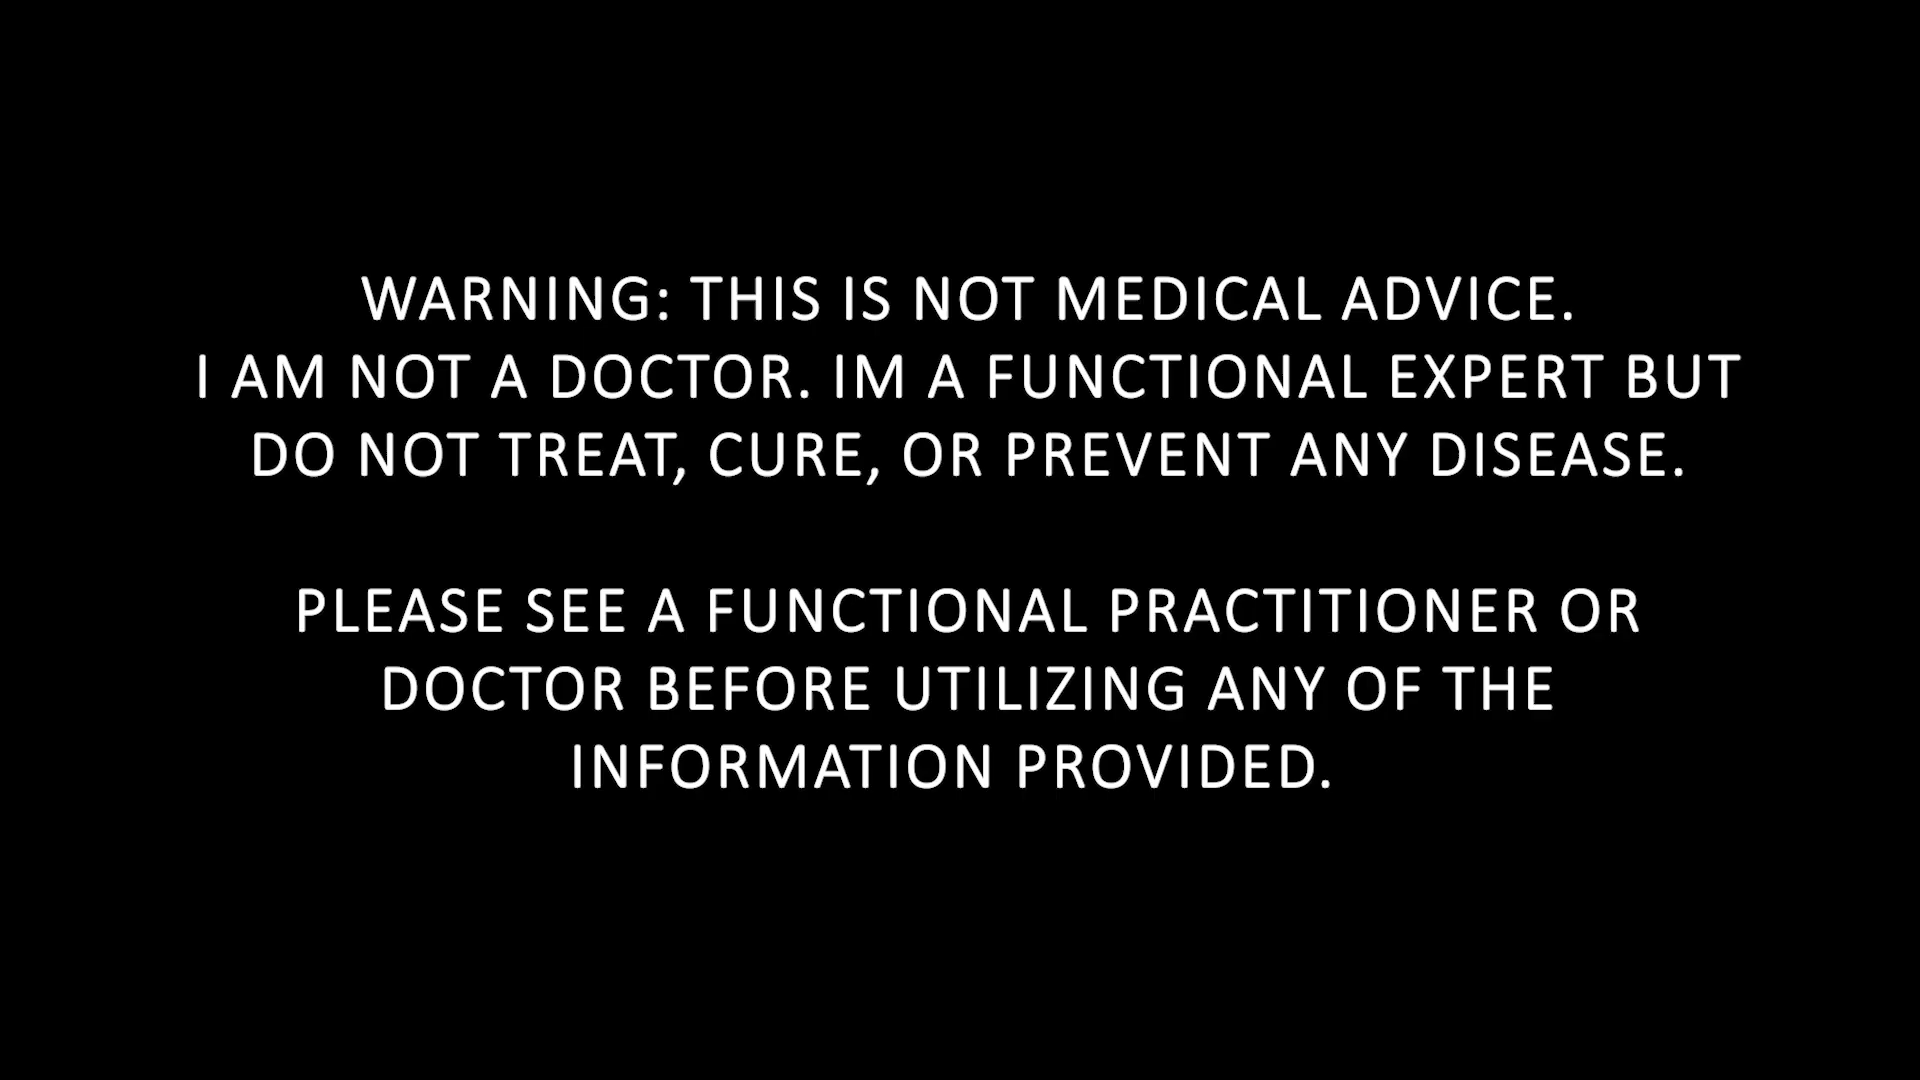 WARNING: THIS IS NOT MEDICAL ADVICE.
I AM NOT A DOCTOR. IM A FUNCTIONAL EXPERT BUT
DO NOT TREAT, CURE, OR PREVENT ANY DISEASE.
PLEASE SEE A FUNCTIONAL PRACTITIONER OR
DOCTOR BEFORE UTILIZING ANY OF THE
INFORMATION PROVIDED.